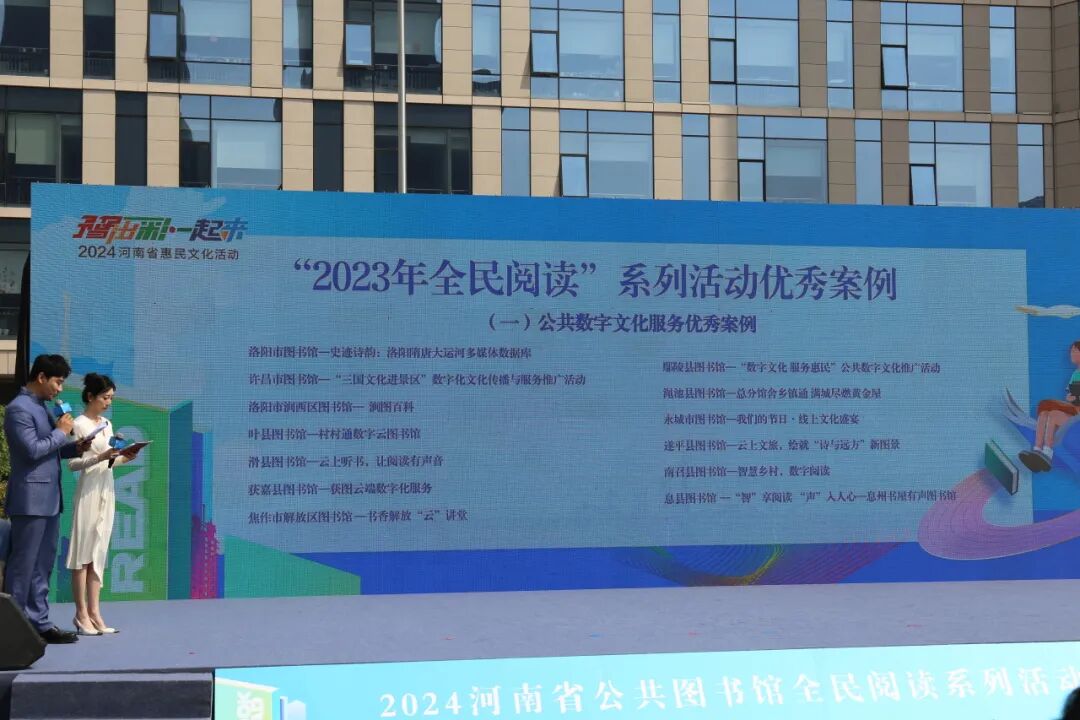 豫出彩·一起来
2024河南省惠民文化活动
“2023年全民阅读”系列活动优秀案例
（一）公共数字文化服务优秀案例
洛阳市图书馆—史迹诗韵：洛阳隋唐大运河多媒体数据库
许昌市图书馆—“三国文化进景区”数字化文化传播与服务推广活动
洛阳市涧西区图书馆— 涧图百科
叶县图书馆—村村通数字云图书馆
滑县图书馆—云上听书，让阅读有声音
获嘉县图书馆—获图云端数字化服务
焦作市解放区图书馆—书香解放“云”讲堂
鄢陵县图书馆—“数字文化 服务惠民”公共数字文化推广活动
渑池县图书馆—总分馆舍乡镇通 满城尽燃黄金屋
永城市图书馆—我们的节日·线上文化盛宴
遂平县图书馆—云上文旅，绘就“诗与远方”新图景
南召县图书馆—智慧乡村，数字阅读
息县图书馆 —“智”享阅读 “声”入人心—息州书屋有声图书馆
READ
2024河南省公共图书馆全民阅读系列活动